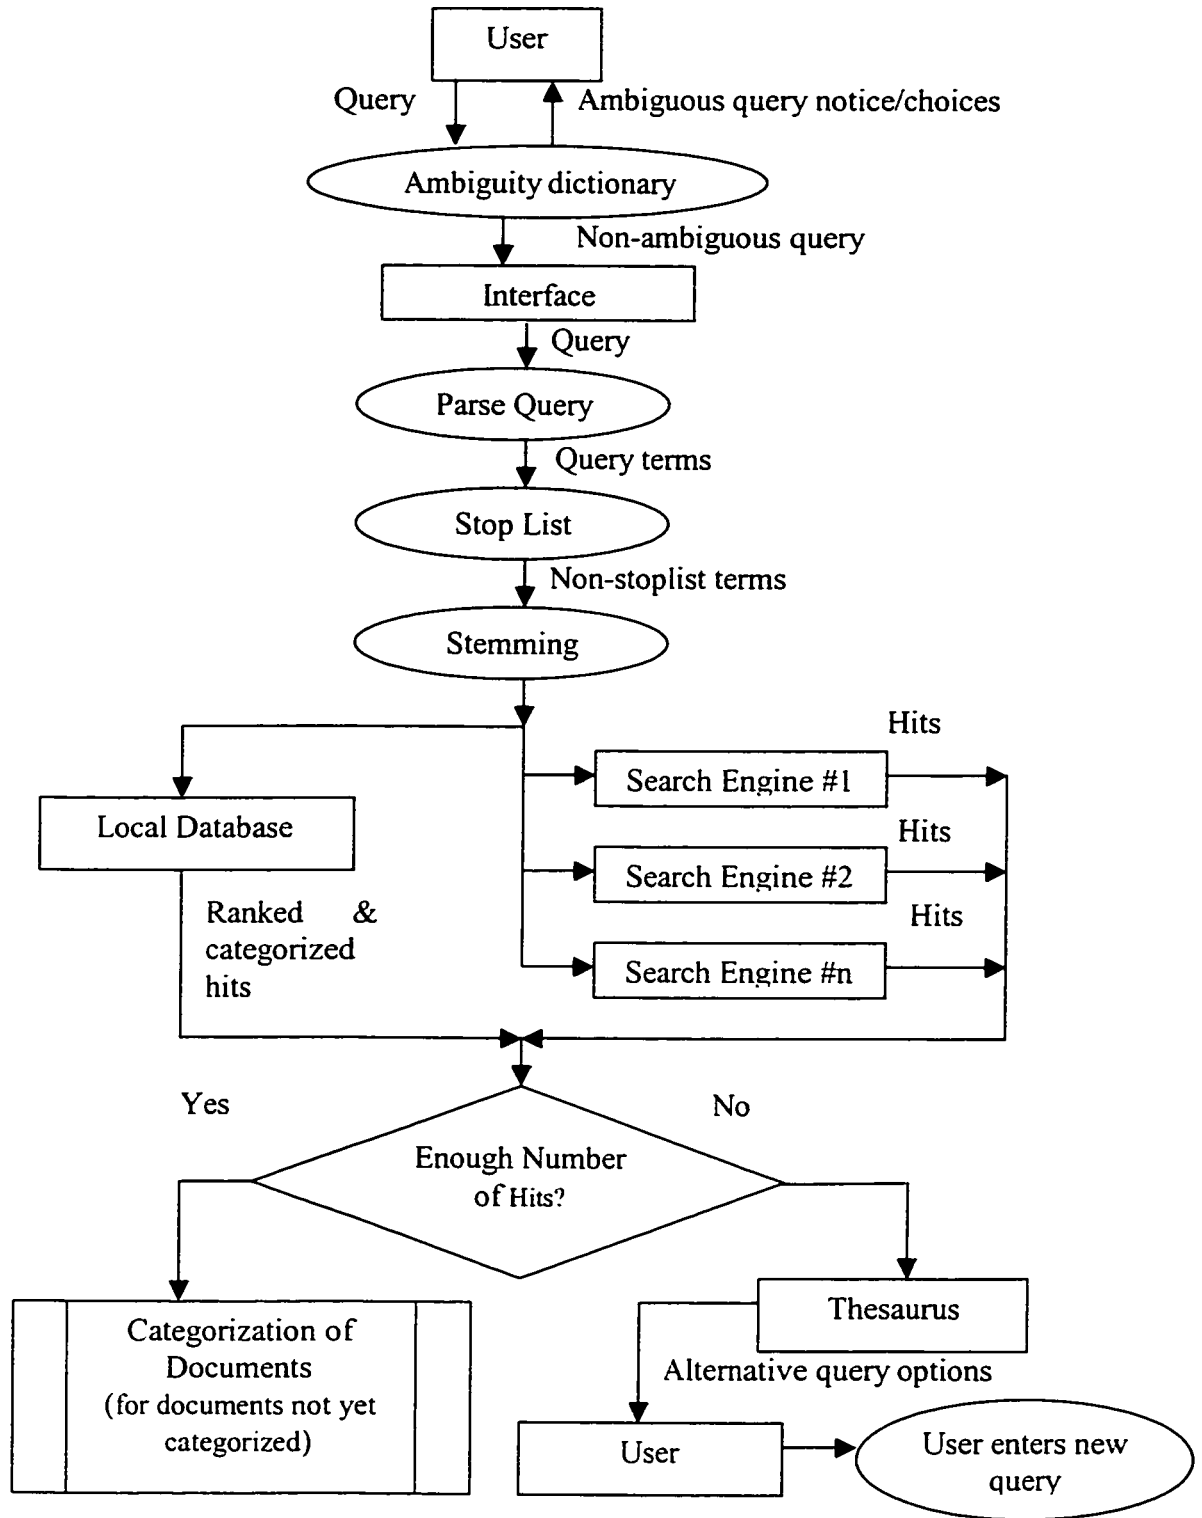 User
Query
Ambiguous query notice/choices
Ambiguity dictionary
Non-ambiguous query
Interface
Query
Parse Query
Query terms
Stop List
Non-stoplist terms
Stemming
Hits
Search Engine #1
Local Database
Hits
Search Engine #2
Ranked &
categorized
hits
Hits
Search Engine #n
Yes
No
Enough Number
of Hits?
Categorization of
Documents
(for documents not yet
categorized)
Thesaurus
Alternative query options
User
User enters new
query